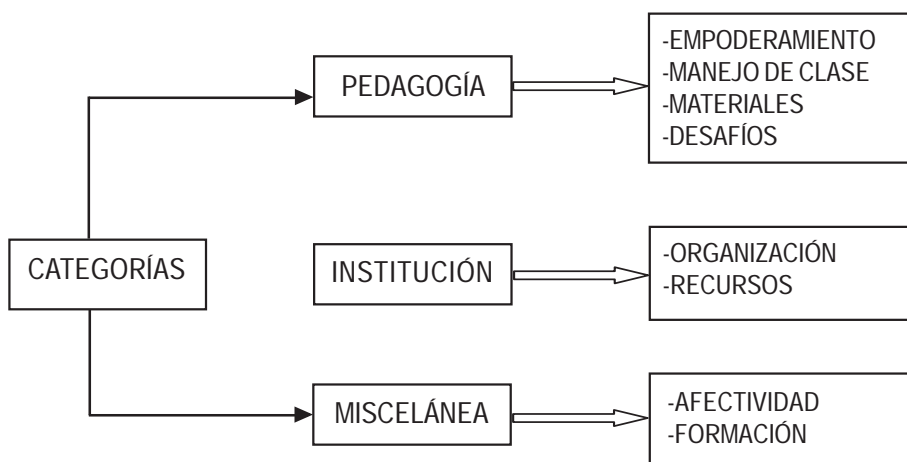 CATEGORÍAS
PEDAGOGÍA
-EMPODERAMIENTO
-MANEJO DE CLASE
-MATERIALES
-DESAFÍOS
INSTITUCIÓN
-ORGANIZACIÓN
-RECURSOS
MISCELÁNEA
-AFECTIVIDAD
-FORMACIÓN